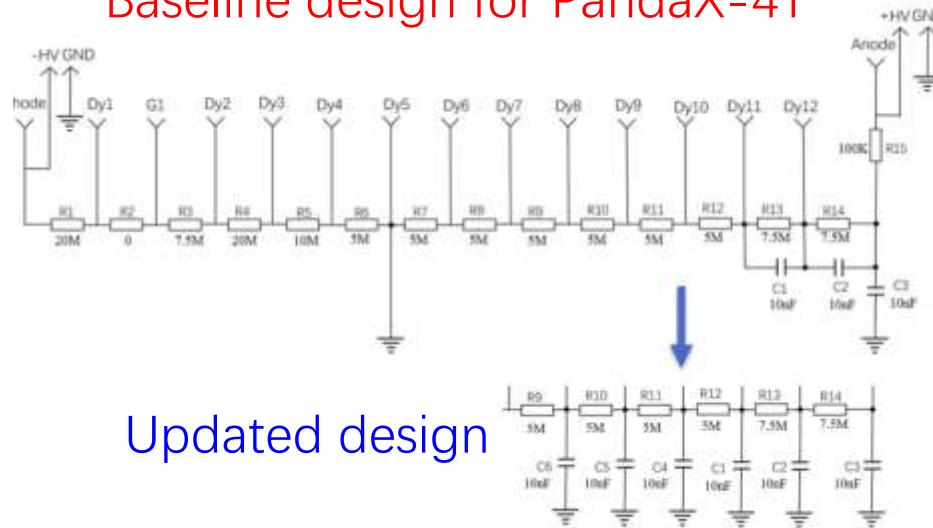 Baseline design for PandaX-4T
+HV GN
-HV GND
Anode
hode Dy1 G1 Dy2 Dy3 Dy4 Dy5 Dy6 Dy7 Dy8 Dy9 Dy10 Dy11 Dy12
100K R15
R1 R2 R3 R4 R5 R6 R7 R8 R9 R10 R11 R12 R13 R14
20M 0 7.5M 20M 10M 5M 5M 5M 5M 5M 5M 5M 7.5M 7.5M
C1 C2 C3
10nF 10nF 10nF
Updated design
R9 R10 R11 R12 R13 R14
5M 5M 5M 5M 7.5M 7.5M
C6 C5 C4 C1 C2 C3
10nF 10nF 10nF 10nF 10nF 10nF